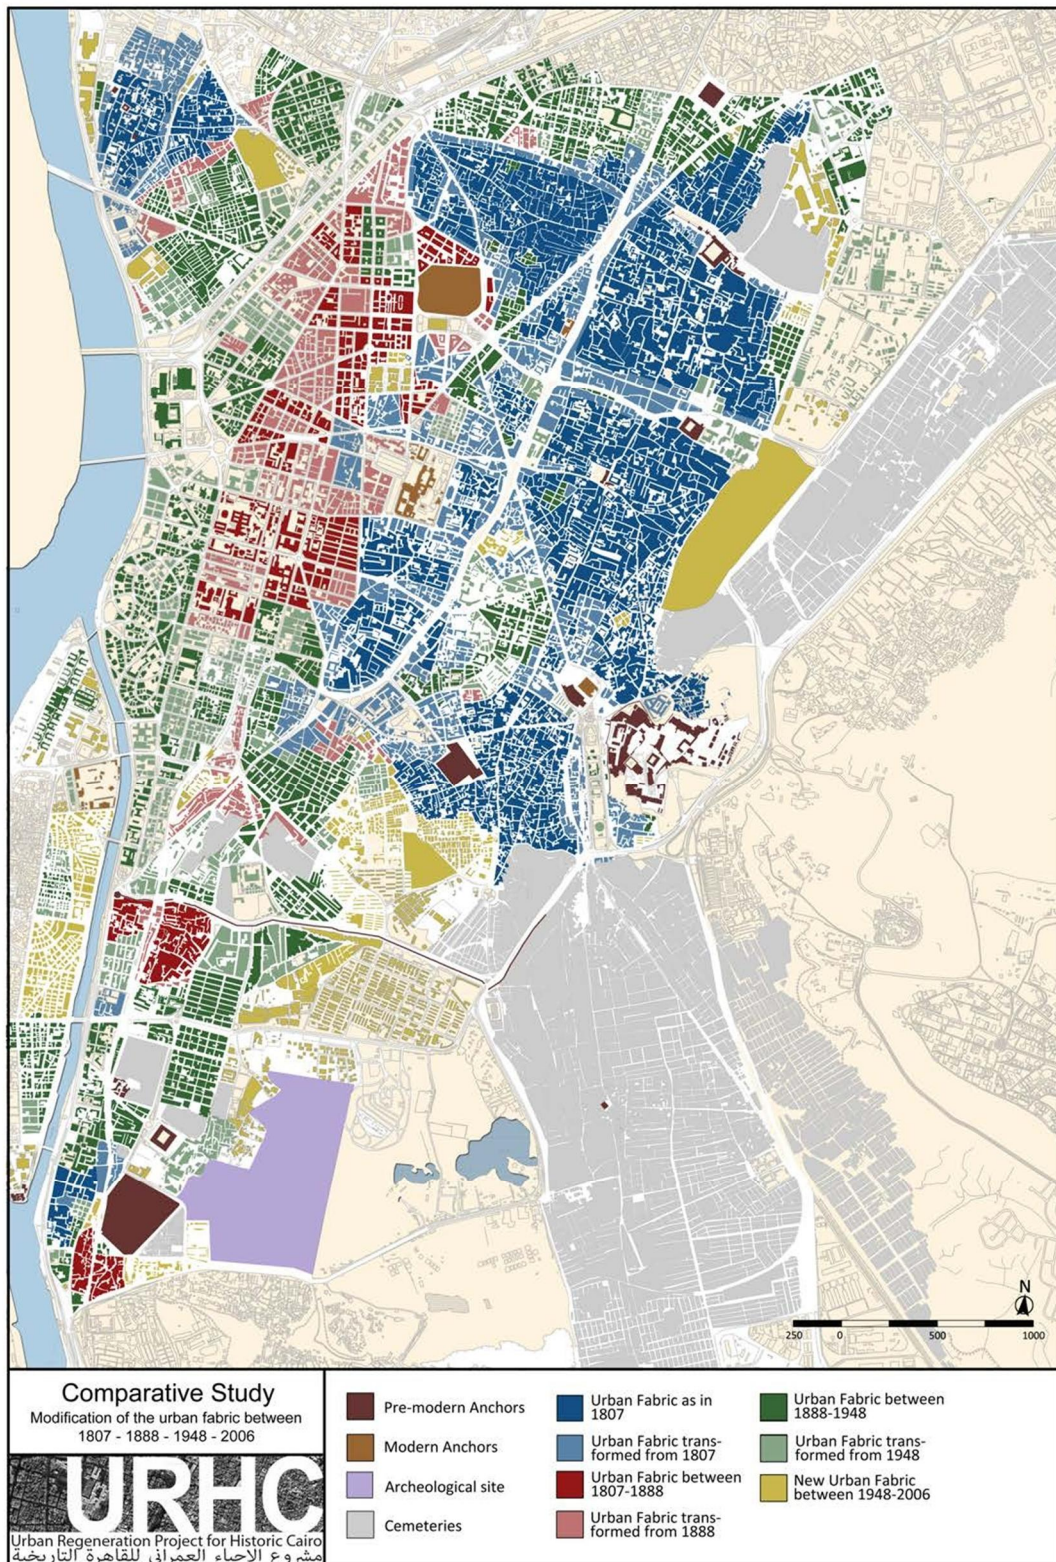 N
250 0 500 1000
Comparative Study
Modification of the urban fabric between
1807 - 1888 - 1948 - 2006
URHC
Urban Regeneration Project for Historic Cairo
مشروع الاحياء العمراني للقاهرة التاريخية
Pre-modern Anchors
Modern Anchors
Archeological site
Cemeteries
Urban Fabric as in
1807
Urban Fabric trans-
formed from 1807
Urban Fabric between
1807-1888
Urban Fabric trans-
formed from 1888
Urban Fabric between
1888-1948
Urban Fabric trans-
formed from 1948
New Urban Fabric
between 1948-2006